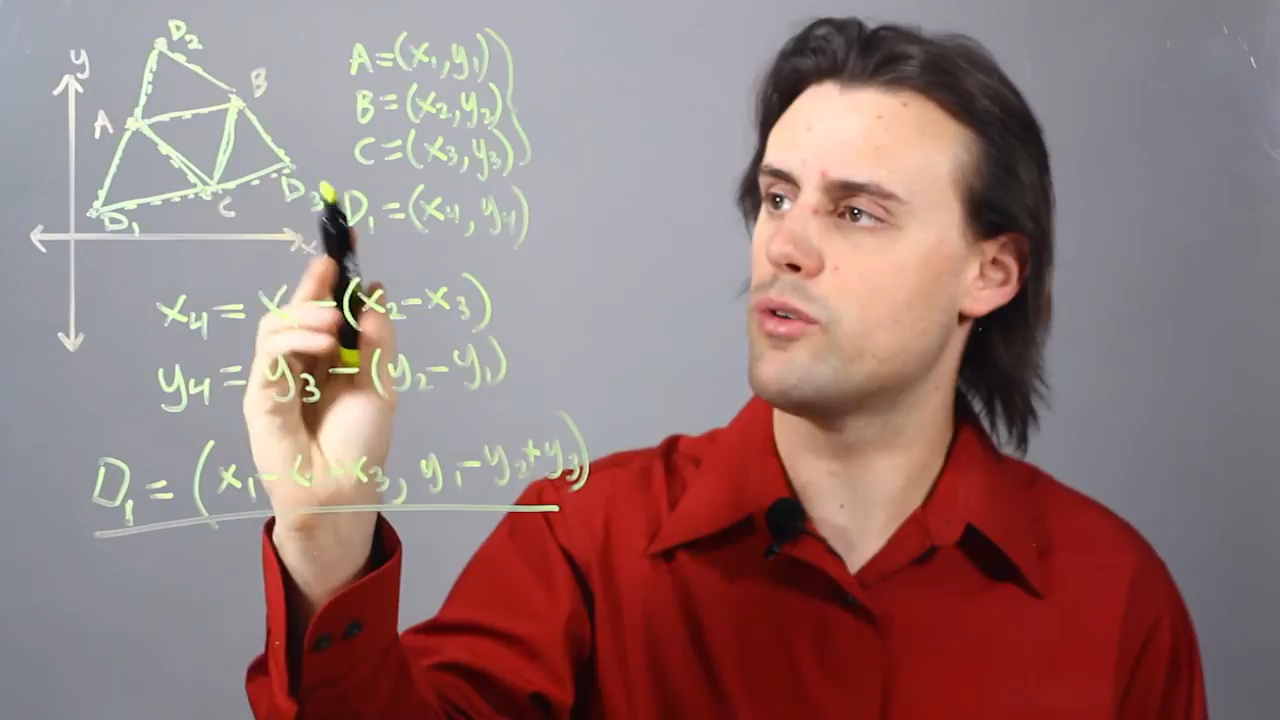 y
D2
B
A
C
D3
D1
x
A=(x1,y1)
B=(x2,y2)
C=(x3,y3)
D1=(x4,y4)
x4= x -(x2-x3)
y4= y3-(y2-y1)
D1=(x1- +x3, y1-y2+y3)